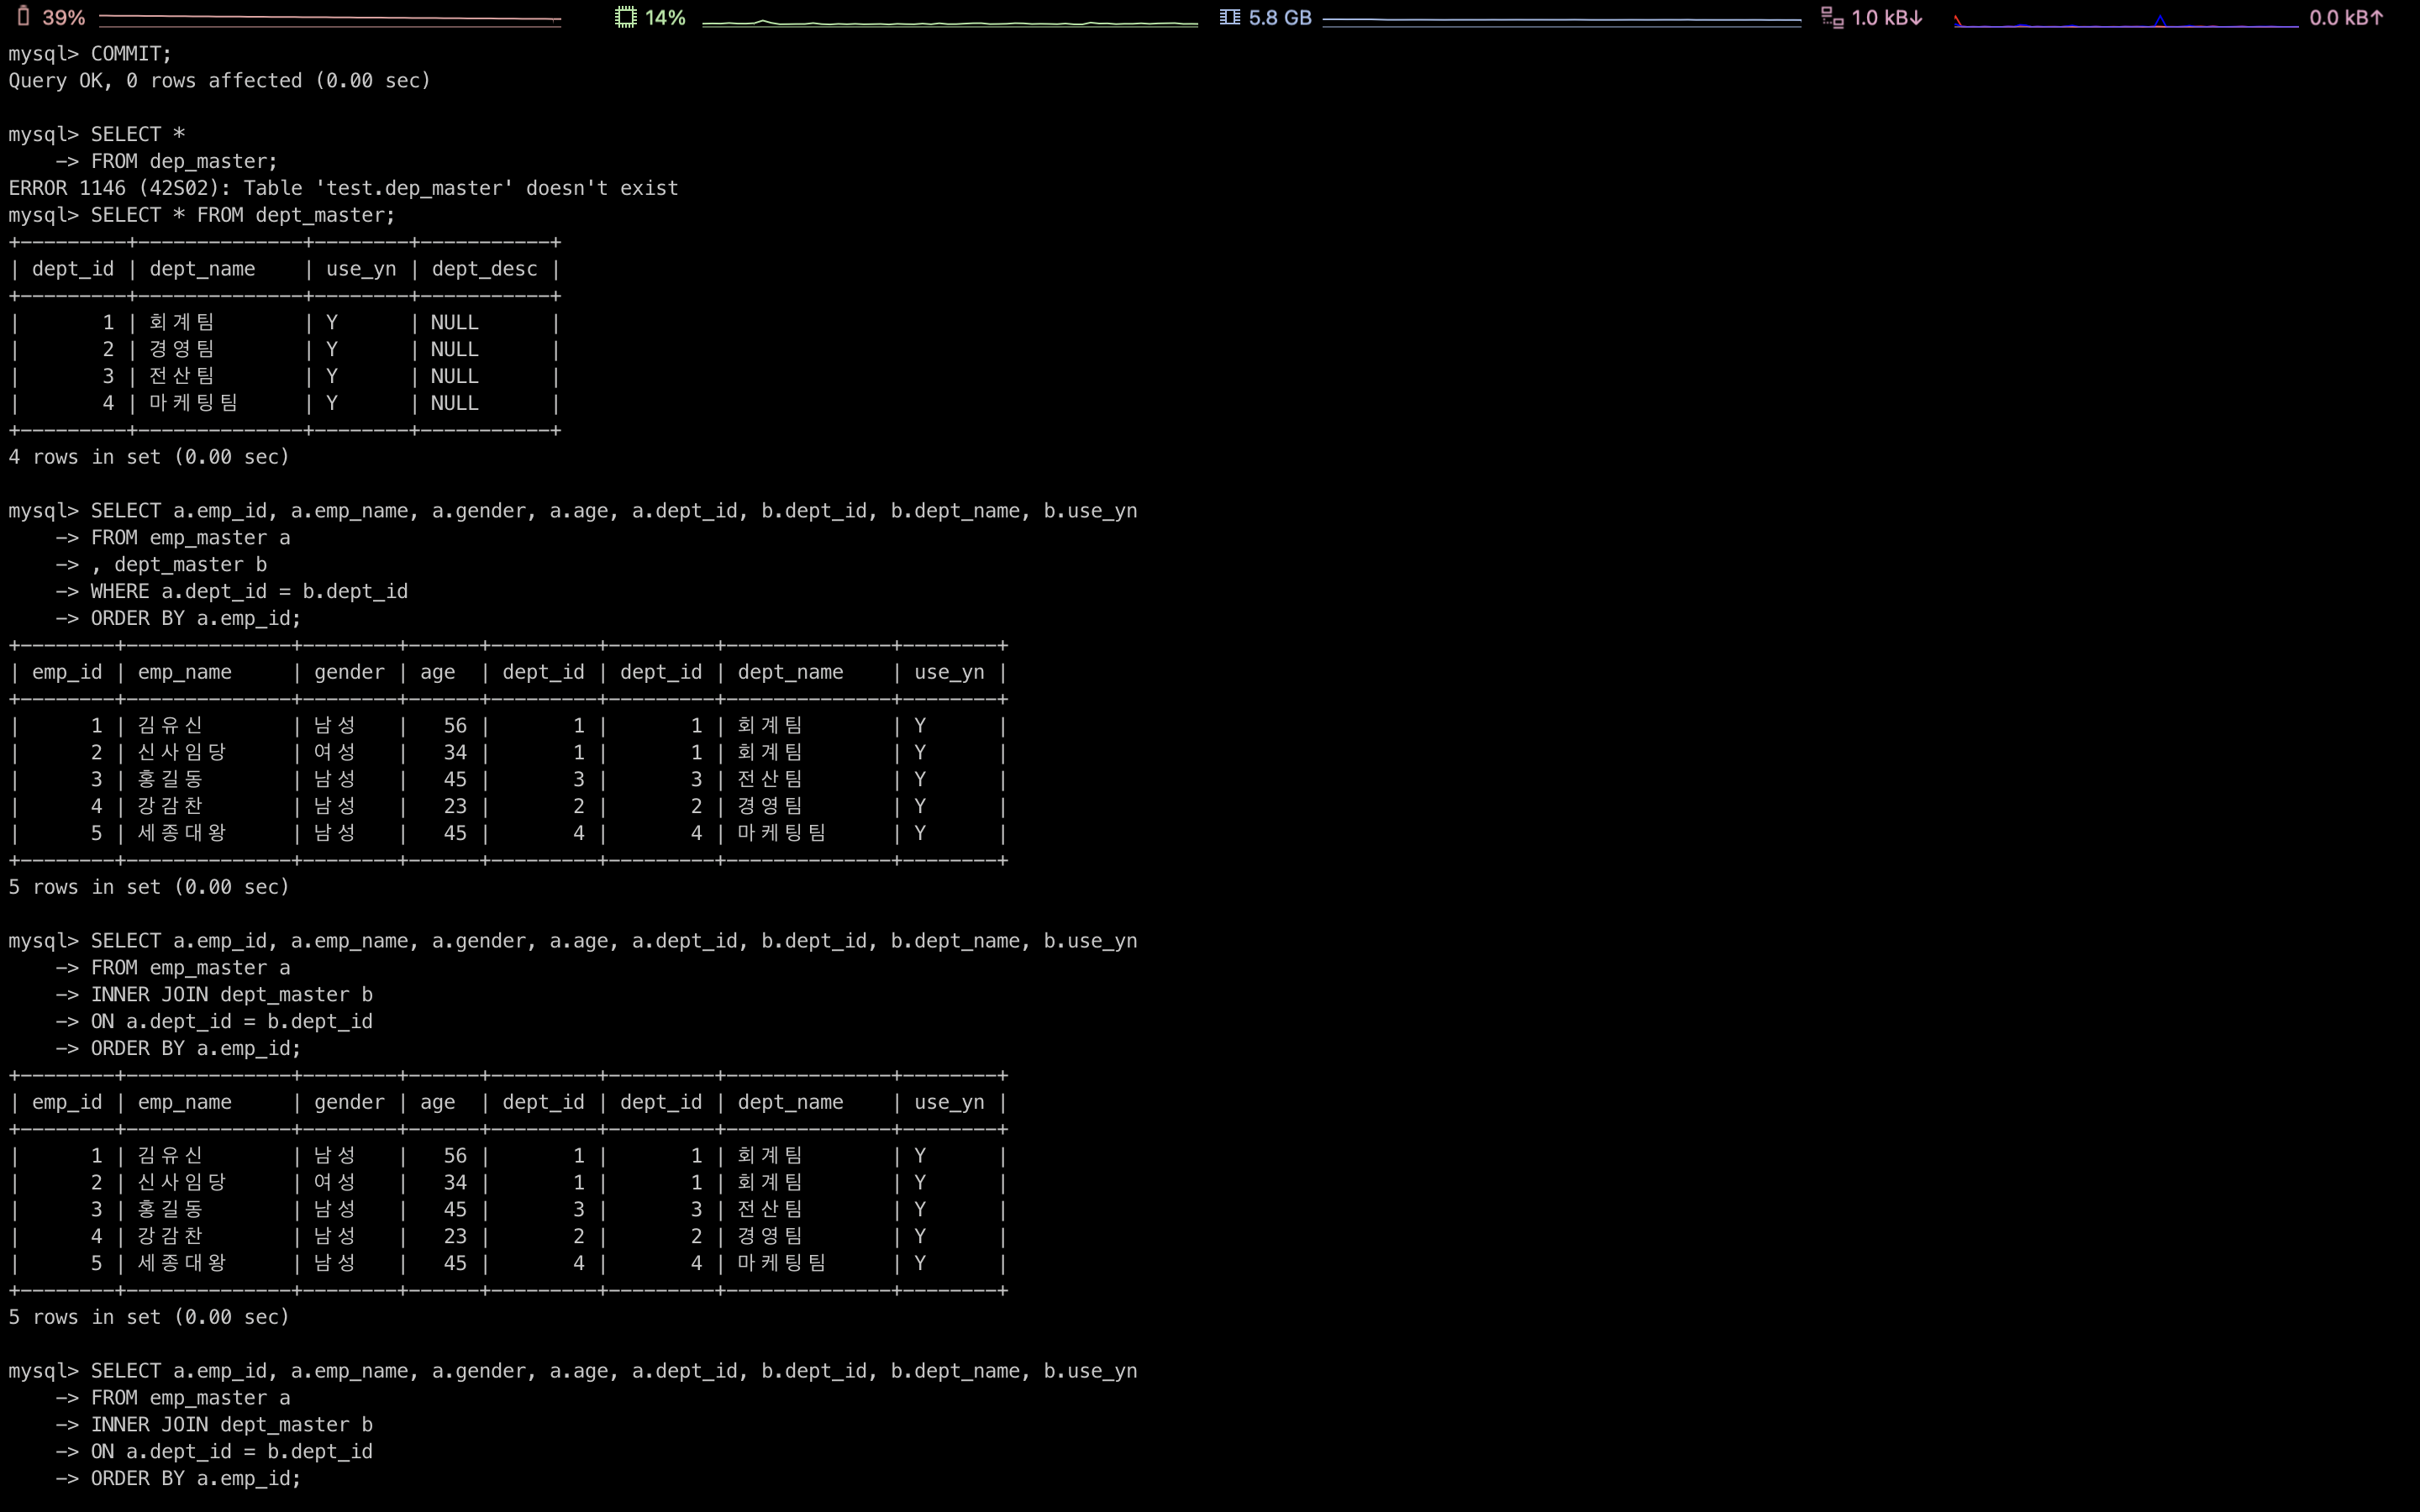 39% 14% 5.8 GB 1.0 kB↓ 0.0 kB↑
mysql> COMMIT;
Query OK, 0 rows affected (0.00 sec)
mysql> SELECT *
    -> FROM dep_master;
ERROR 1146 (42S02): Table 'test.dep_master' doesn't exist
mysql> SELECT * FROM dept_master;
+---------+--------------+--------+-----------+
| dept_id | dept_name    | use_yn | dept_desc |
+---------+--------------+--------+-----------+
|       1 | 회계팀       | Y      | NULL      |
|       2 | 경영팀       | Y      | NULL      |
|       3 | 전산팀       | Y      | NULL      |
|       4 | 마케팅팀     | Y      | NULL      |
+---------+--------------+--------+-----------+
4 rows in set (0.00 sec)
mysql> SELECT a.emp_id, a.emp_name, a.gender, a.age, a.dept_id, b.dept_id, b.dept_name, b.use_yn
    -> FROM emp_master a
    -> , dept_master b
    -> WHERE a.dept_id = b.dept_id
    -> ORDER BY a.emp_id;
+--------+--------------+--------+------+---------+---------+--------------+--------+
| emp_id | emp_name     | gender | age  | dept_id | dept_id | dept_name    | use_yn |
+--------+--------------+--------+------+---------+---------+--------------+--------+
|      1 | 김유신       | 남성   |   56 |       1 |       1 | 회계팀       | Y      |
|      2 | 신사임당     | 여성   |   34 |       1 |       1 | 회계팀       | Y      |
|      3 | 홍길동       | 남성   |   45 |       3 |       3 | 전산팀       | Y      |
|      4 | 강감찬       | 남성   |   23 |       2 |       2 | 경영팀       | Y      |
|      5 | 세종대왕     | 남성   |   45 |       4 |       4 | 마케팅팀     | Y      |
+--------+--------------+--------+------+---------+---------+--------------+--------+
5 rows in set (0.00 sec)
mysql> SELECT a.emp_id, a.emp_name, a.gender, a.age, a.dept_id, b.dept_id, b.dept_name, b.use_yn
    -> FROM emp_master a
    -> INNER JOIN dept_master b
    -> ON a.dept_id = b.dept_id
    -> ORDER BY a.emp_id;
+--------+--------------+--------+------+---------+---------+--------------+--------+
| emp_id | emp_name     | gender | age  | dept_id | dept_id | dept_name    | use_yn |
+--------+--------------+--------+------+---------+---------+--------------+--------+
|      1 | 김유신       | 남성   |   56 |       1 |       1 | 회계팀       | Y      |
|      2 | 신사임당     | 여성   |   34 |       1 |       1 | 회계팀       | Y      |
|      3 | 홍길동       | 남성   |   45 |       3 |       3 | 전산팀       | Y      |
|      4 | 강감찬       | 남성   |   23 |       2 |       2 | 경영팀       | Y      |
|      5 | 세종대왕     | 남성   |   45 |       4 |       4 | 마케팅팀     | Y      |
+--------+--------------+--------+------+---------+---------+--------------+--------+
5 rows in set (0.00 sec)
mysql> SELECT a.emp_id, a.emp_name, a.gender, a.age, a.dept_id, b.dept_id, b.dept_name, b.use_yn
    -> FROM emp_master a
    -> INNER JOIN dept_master b
    -> ON a.dept_id = b.dept_id
    -> ORDER BY a.emp_id;